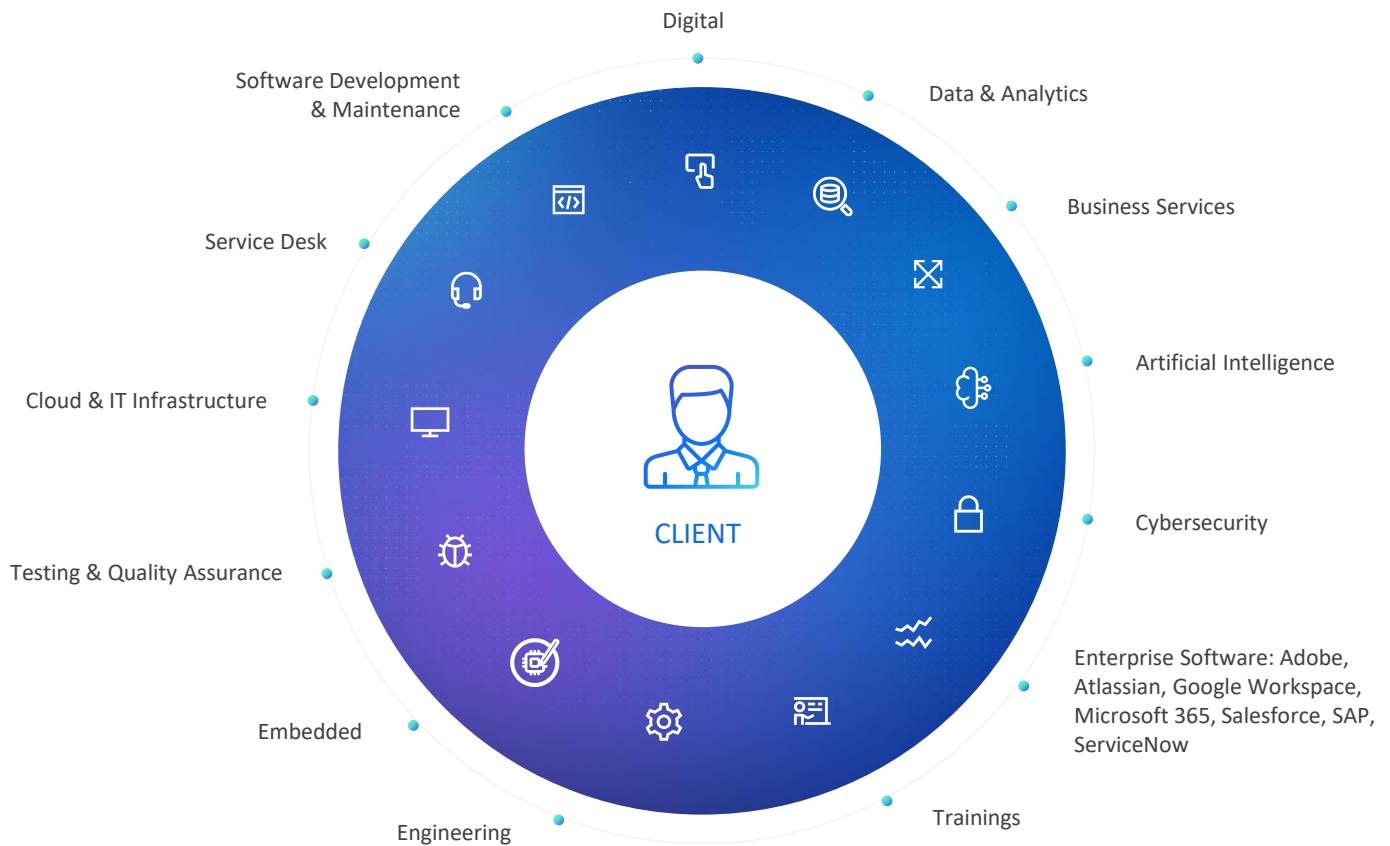 Digital
Software Development
& Maintenance
Data & Analytics
Business Services
Service Desk
Artificial Intelligence
Cloud & IT Infrastructure
CLIENT
Cybersecurity
Testing & Quality Assurance
Enterprise Software: Adobe,
Atlassian, Google Workspace,
Microsoft 365, Salesforce, SAP,
ServiceNow
Embedded
Trainings
Engineering